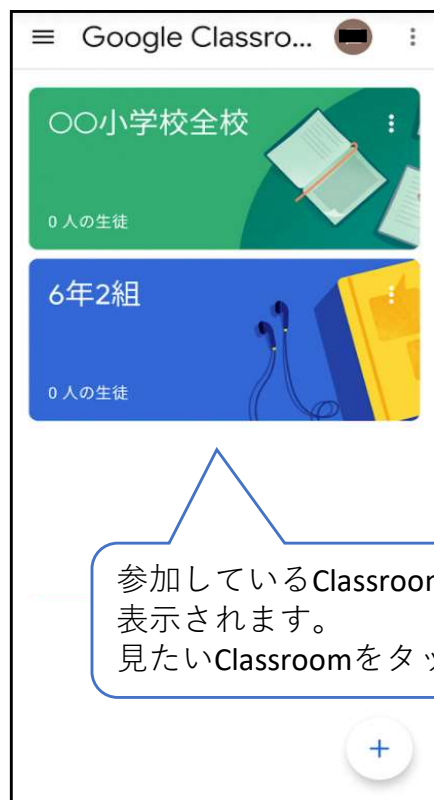 Google Classro...
〇〇小学校全校
0 人の生徒
6年2組
0 人の生徒
参加しているClassroom
表示されます。
見たいClassroomをタッ